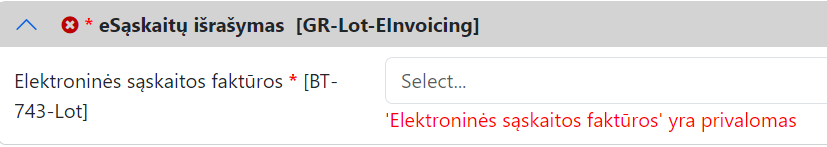 * eSąskaitų išrašymas [GR-Lot-EInvoicing]
Elektroninės sąskaitos faktūros * [BT-
743-Lot]
Select...
'Elektroninės sąskaitos faktūros' yra privalomas